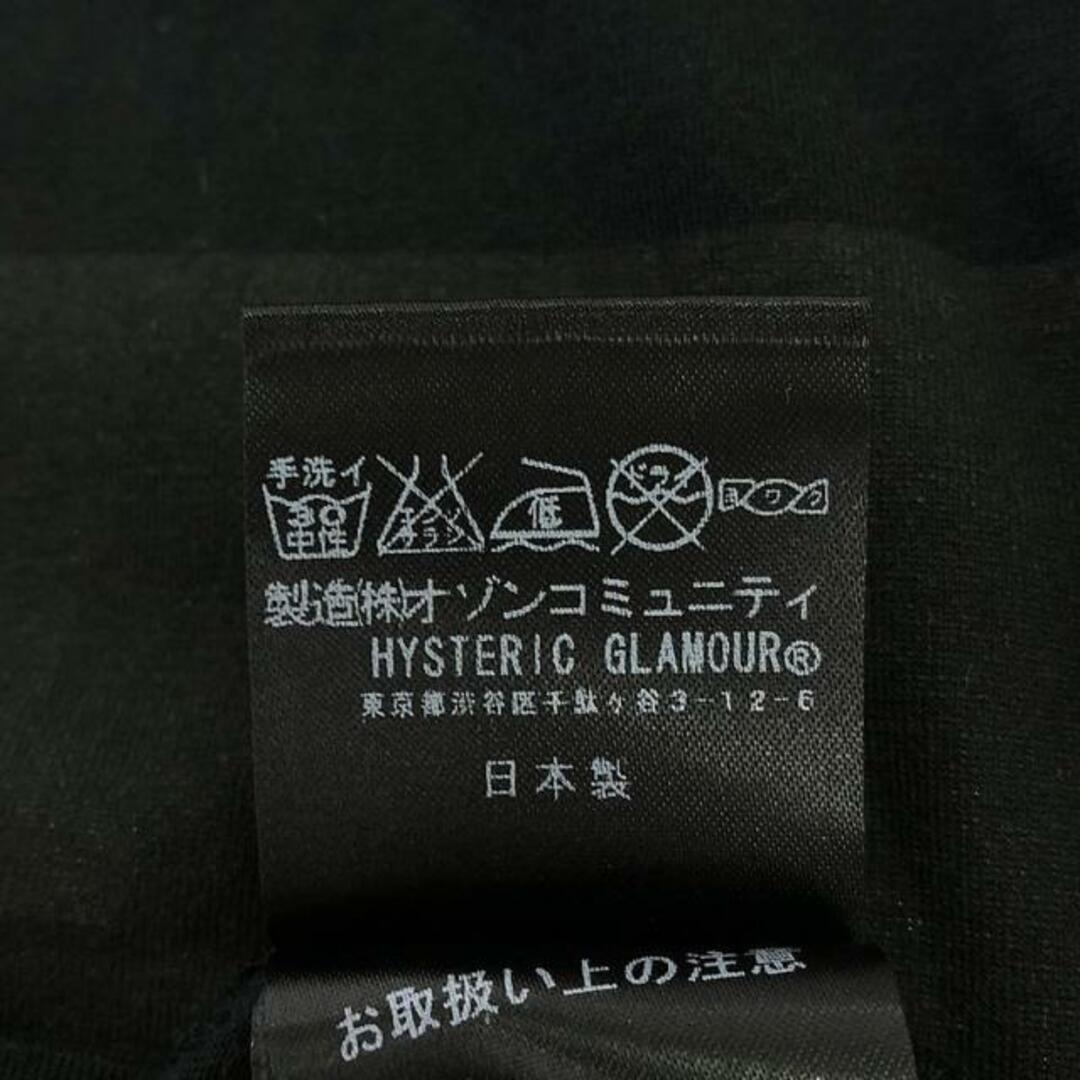 手洗イ
30 中性 エンソ サラシ 低 ドライ ヨワク
製造(株)オゾンコミュニティ
HYSTERIC GLAMOUR®
東京都渋谷区千駄ヶ谷3-12-6
日本製
お取扱い上の注意